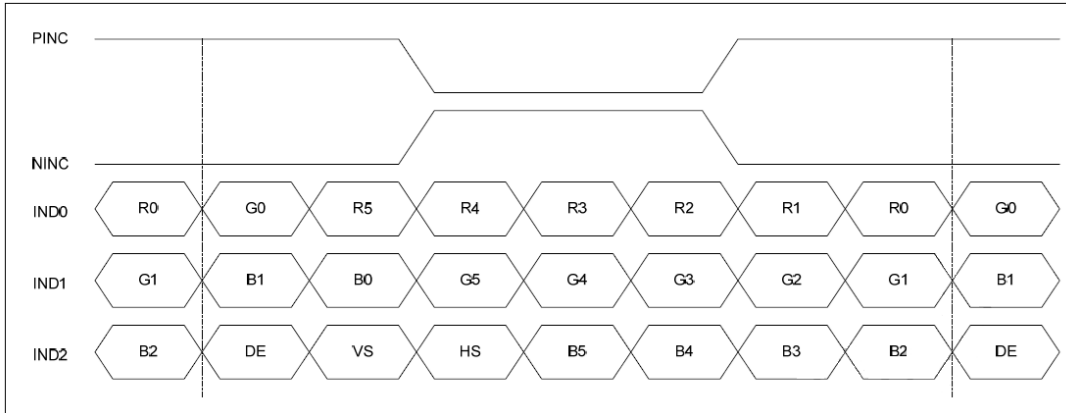 PINC
NINC
IND0 R0 G0 R5 R4 R3 R2 R1 R0 G0
IND1 G1 B1 B0 G5 G4 G3 G2 G1 B1
IND2 B2 DE VS HS B5 B4 B3 B2 DE